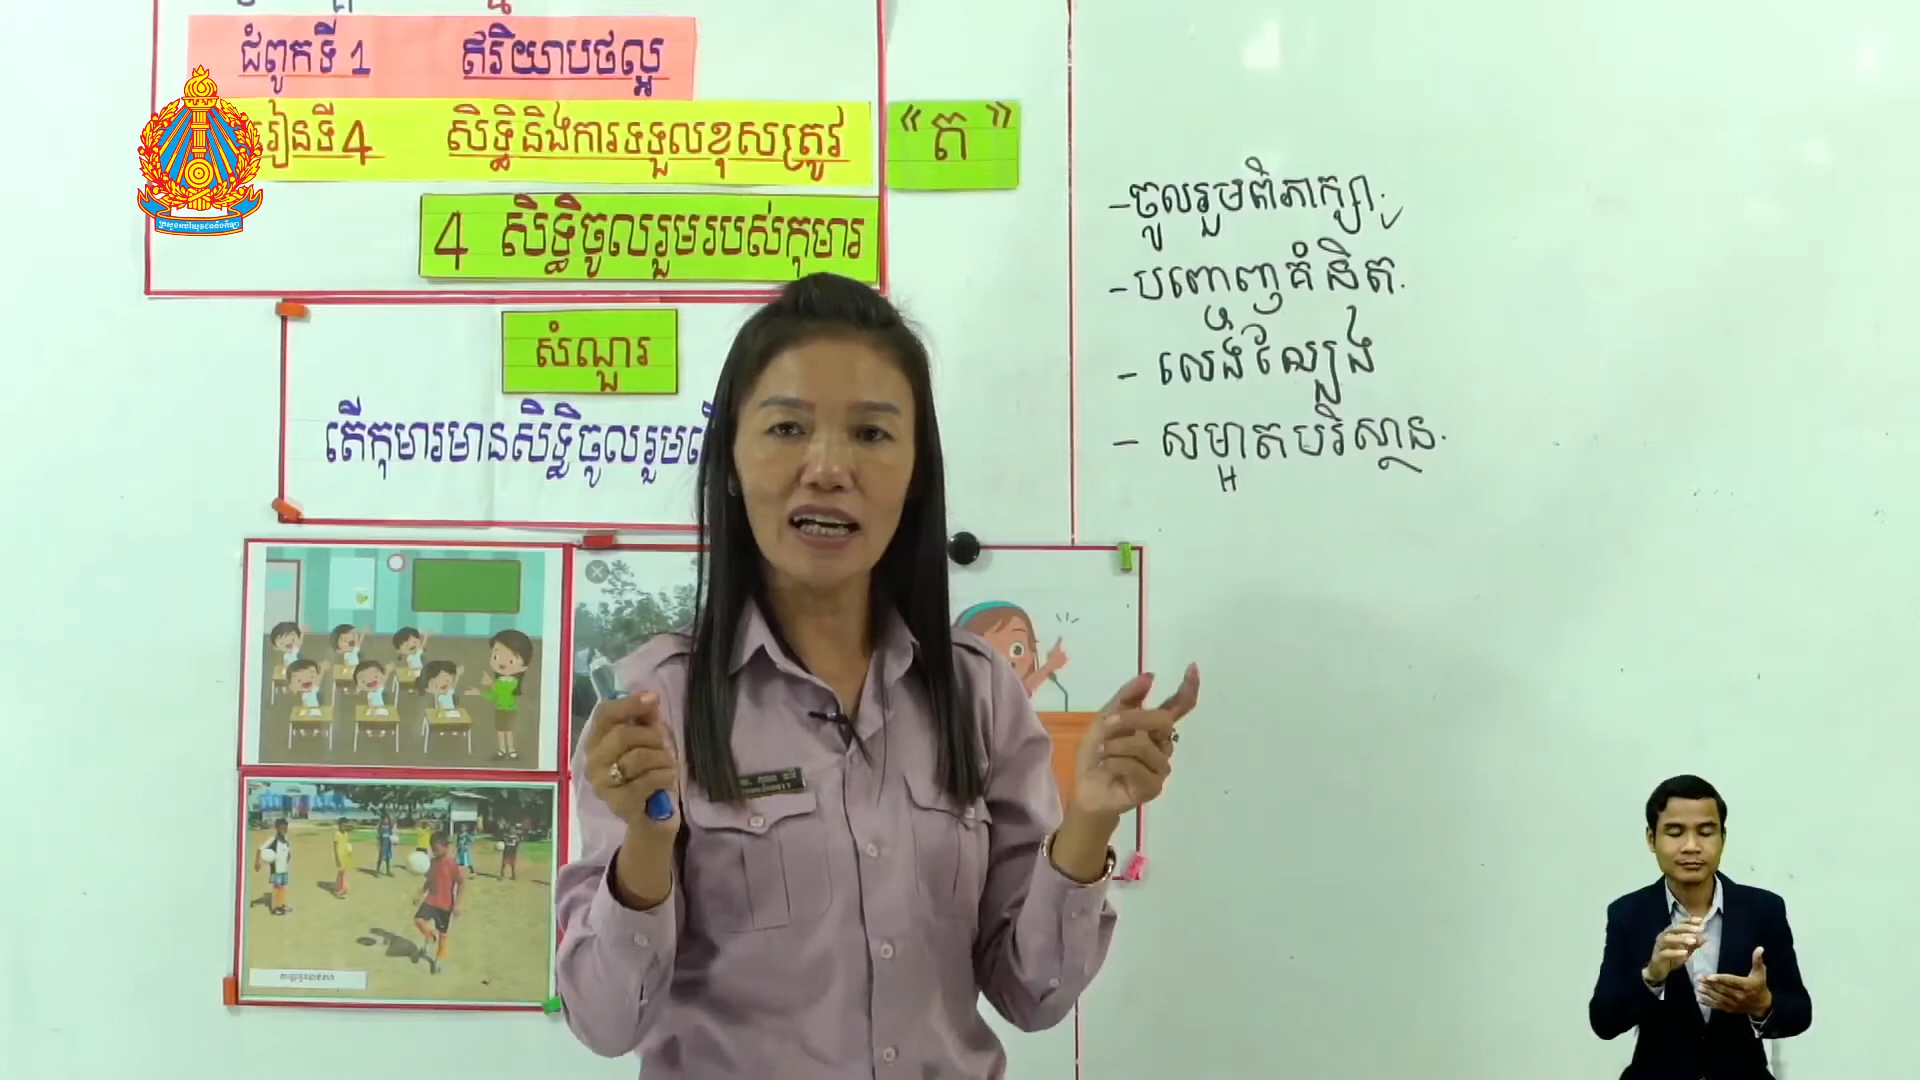 ជំពូកទី 1 ឥរិយាបថល្អ
រៀនទី 4 សិទ្ធិនិងការទទួលខុសត្រូវ "ត"
4 សិទ្ធិចូលរួមរបស់កុមារ
សំណួរ
តើកុមារមានសិទ្ធិចូលរួម
-ចូលរួមពិភាក្សា
-បញ្ចេញគំនិត
- លេងល្បែង
- សម្អាតបរិស្ថាន